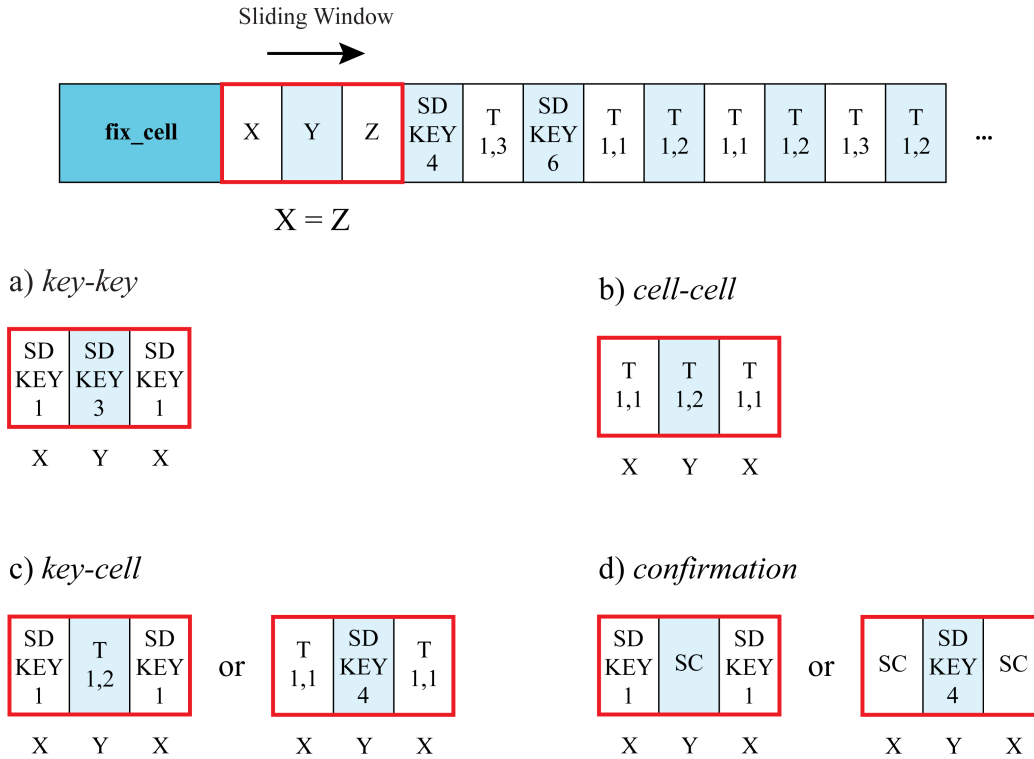 Sliding Window
fix_cell X Y Z SD KEY 4 T 1,3 SD KEY 6 T 1,1 T 1,2 T 1,1 T 1,2 T 1,3 T 1,2 ...
X = Z
a) key-key
SD SD SD
KEY KEY KEY
1 3 1
X Y X
b) cell-cell
T T T
1,1 1,2 1,1
X Y X
c) key-cell
SD KEY 1 T 1,2 SD KEY 1 or T 1,1 SD KEY 4 T 1,1
X Y X X Y X
d) confirmation
SD KEY 1 SC SD KEY 1 or SC SD KEY 4 SC
X Y X X Y X